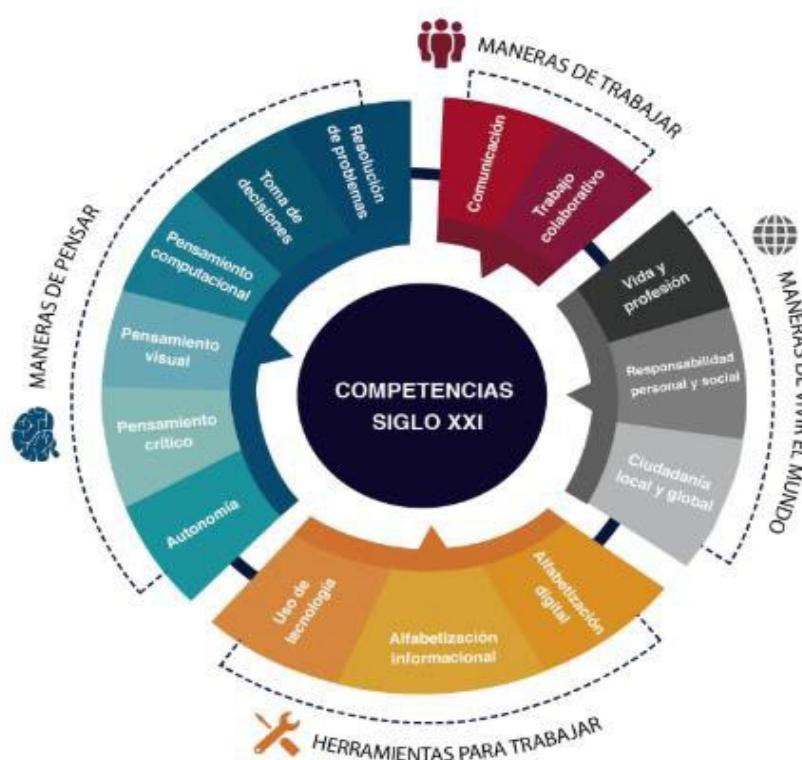 MANERAS DE TRABAJAR
Comunicación
Trabajo
colaborativo
MANERAS DE VIVIR EL MUNDO
Vida y
profesión
Responsabilidad
personal y social
Ciudadanía
local y global
HERRAMIENTAS PARA TRABAJAR
Alfabetización
digital
Alfabetización
informacional
Uso de
tecnología
MANERAS DE PENSAR
Autonomía
Pensamiento
crítico
Pensamiento
visual
Pensamiento
computacional
Toma de
decisiones
Resolución
de problemas
COMPETENCIAS
SIGLO XXI